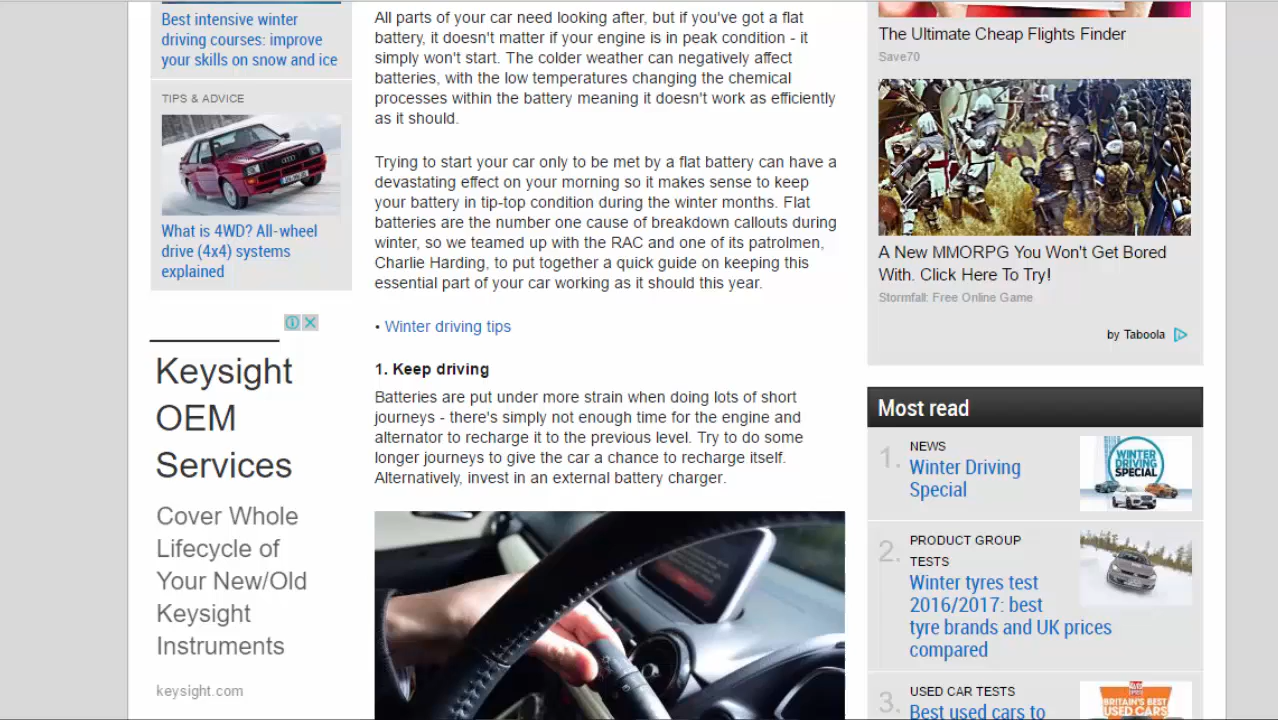 Best intensive winter
driving courses: improve
your skills on snow and ice
TIPS & ADVICE
What is 4WD? All-wheel
drive (4x4) systems
explained
Keysight
OEM
Services
Cover Whole
Lifecycle of
Your New/Old
Keysight
Instruments
keysight.com
All parts of your car need looking after, but if you've got a flat
battery, it doesn't matter if your engine is in peak condition - it
simply won't start. The colder weather can negatively affect
batteries, with the low temperatures changing the chemical
processes within the battery meaning it doesn't work as efficiently
as it should.
Trying to start your car only to be met by a flat battery can have a
devastating effect on your morning so it makes sense to keep
your battery in tip-top condition during the winter months. Flat
batteries are the number one cause of breakdown callouts during
winter, so we teamed up with the RAC and one of its patrolmen,
Charlie Harding, to put together a quick guide on keeping this
essential part of your car working as it should this year.
• Winter driving tips
1. Keep driving
Batteries are put under more strain when doing lots of short
journeys - there's simply not enough time for the engine and
alternator to recharge it to the previous level. Try to do some
longer journeys to give the car a chance to recharge itself.
Alternatively, invest in an external battery charger.
The Ultimate Cheap Flights Finder
Save70
A New MMORPG You Won't Get Bored
With. Click Here To Try!
Stormfall: Free Online Game
by Taboola
Most read
1.
NEWS
Winter Driving
Special
WINTER
DRIVING
SPECIAL
2.
PRODUCT GROUP
TESTS
Winter tyres test
2016/2017: best
tyre brands and UK prices
compared
3.
USED CAR TESTS
Best used cars to
BRITAIN'S BEST
USED CARS